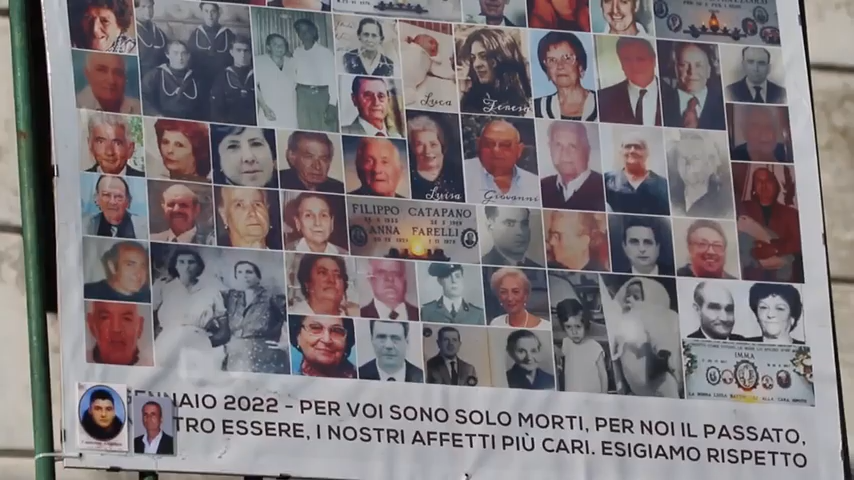 Luca
Teresa
Luisa
Giovanni
FILIPPO CATAPANO
ANNA FARELLI
IMMA
GENNAIO 2022 - PER VOI SONO SOLO MORTI, PER NOI IL PASSATO,
TRO ESSERE, I NOSTRI AFFETTI PIÙ CARI. ESIGIAMO RISPETTO